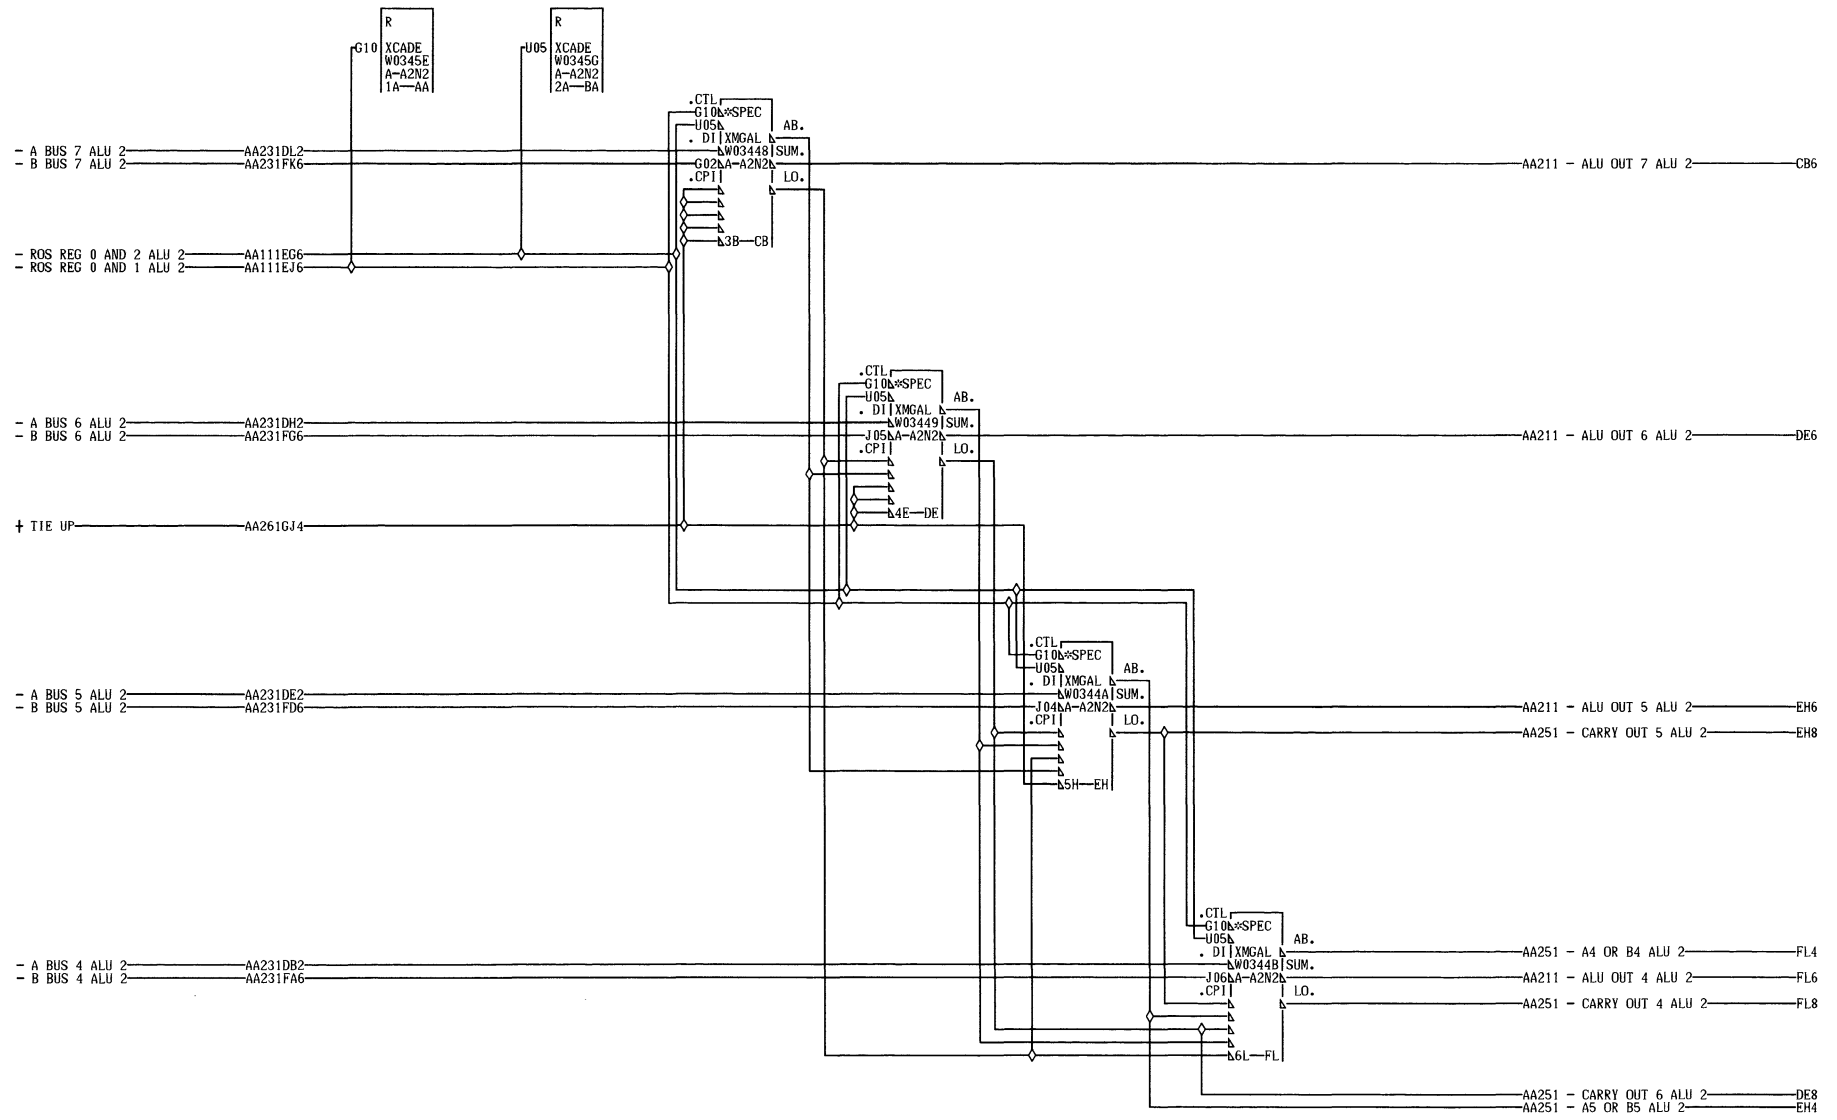 R R
G10 XCADE U05 XCADE
W0345E W0345G
A-A2N2 A-A2N2
1A--AA 2A--BA
.CTL
G10 *SPEC
U05 AB.
. DI XMGAL
- A BUS 7 ALU 2 AA231DL2 W03448 SUM.
- B BUS 7 ALU 2 AA231FK6 G02 A-A2N2 AA211 - ALU OUT 7 ALU 2 CB6
.CPI LO.
3B--CB
- ROS REG 0 AND 2 ALU 2 AA111EG6
- ROS REG 0 AND 1 ALU 2 AA111EJ6
.CTL
G10 *SPEC
U05 AB.
. DI XMGAL
- A BUS 6 ALU 2 AA231DH2 W03449 SUM.
- B BUS 6 ALU 2 AA231FG6 J05 A-A2N2 AA211 - ALU OUT 6 ALU 2 DE6
.CPI LO.
4E--DE
+ TIE UP AA261GJ4
.CTL
G10 *SPEC
U05 AB.
. DI XMGAL
- A BUS 5 ALU 2 AA231DE2 W0344A SUM.
- B BUS 5 ALU 2 AA231FD6 J04 A-A2N2 AA211 - ALU OUT 5 ALU 2 EH6
.CPI LO.
AA251 - CARRY OUT 5 ALU 2 EH8
5H--EH
.CTL
G10 *SPEC
U05 AB.
. DI XMGAL AA251 - A4 OR B4 ALU 2 FL4
- A BUS 4 ALU 2 AA231DB2 W0344B SUM.
- B BUS 4 ALU 2 AA231FA6 J06 A-A2N2 AA211 - ALU OUT 4 ALU 2 FL6
.CPI LO.
AA251 - CARRY OUT 4 ALU 2 FL8
6L--FL
AA251 - CARRY OUT 6 ALU 2 DE8
AA251 - A5 OR B5 ALU 2 EH4